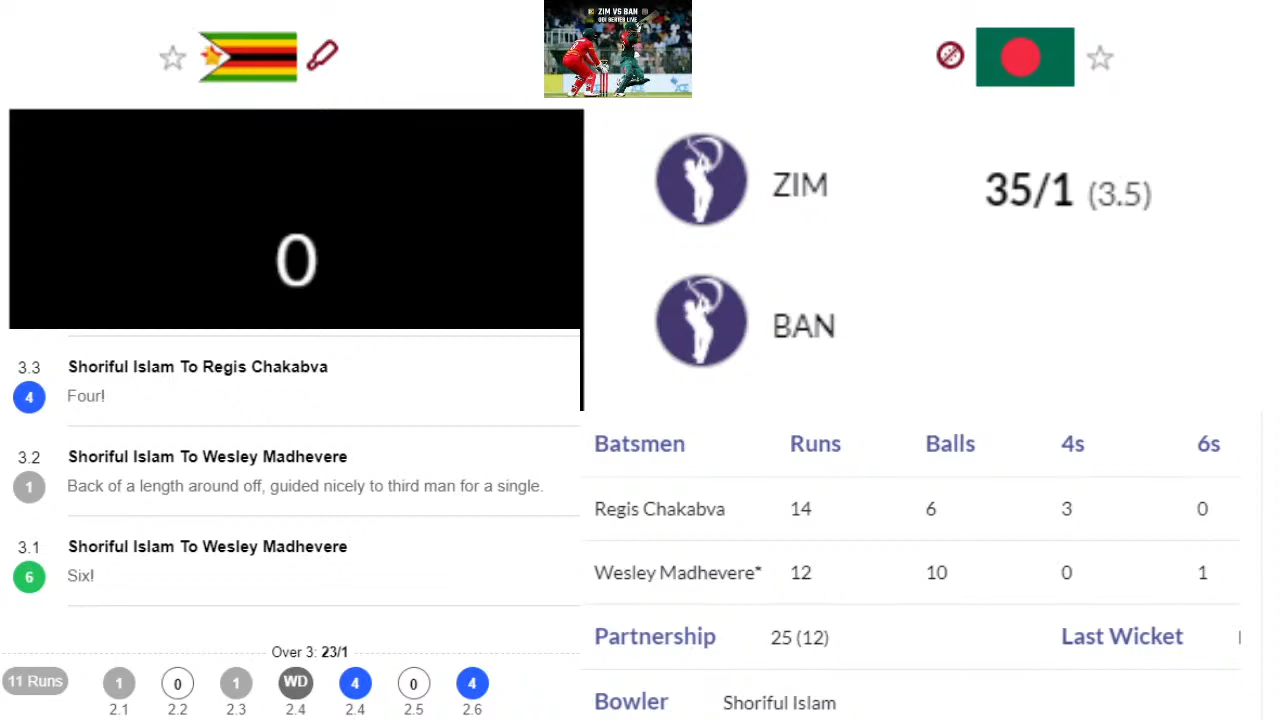 ZIM VS BAN
ODI SERIES LIVE
0
ZIM 35/1 (3.5)
BAN
3.3 Shoriful Islam To Regis Chakabva
4 Four!
3.2 Shoriful Islam To Wesley Madhevere
1 Back of a length around off, guided nicely to third man for a single.
3.1 Shoriful Islam To Wesley Madhevere
6 Six!
Over 3: 23/1
11 Runs 1 0 1 WD 4 0 4
2.1 2.2 2.3 2.4 2.4 2.5 2.6
Batsmen Runs Balls 4s 6s
Regis Chakabva 14 6 3 0
Wesley Madhevere* 12 10 0 1
Partnership 25 (12) Last Wicket
Bowler Shoriful Islam